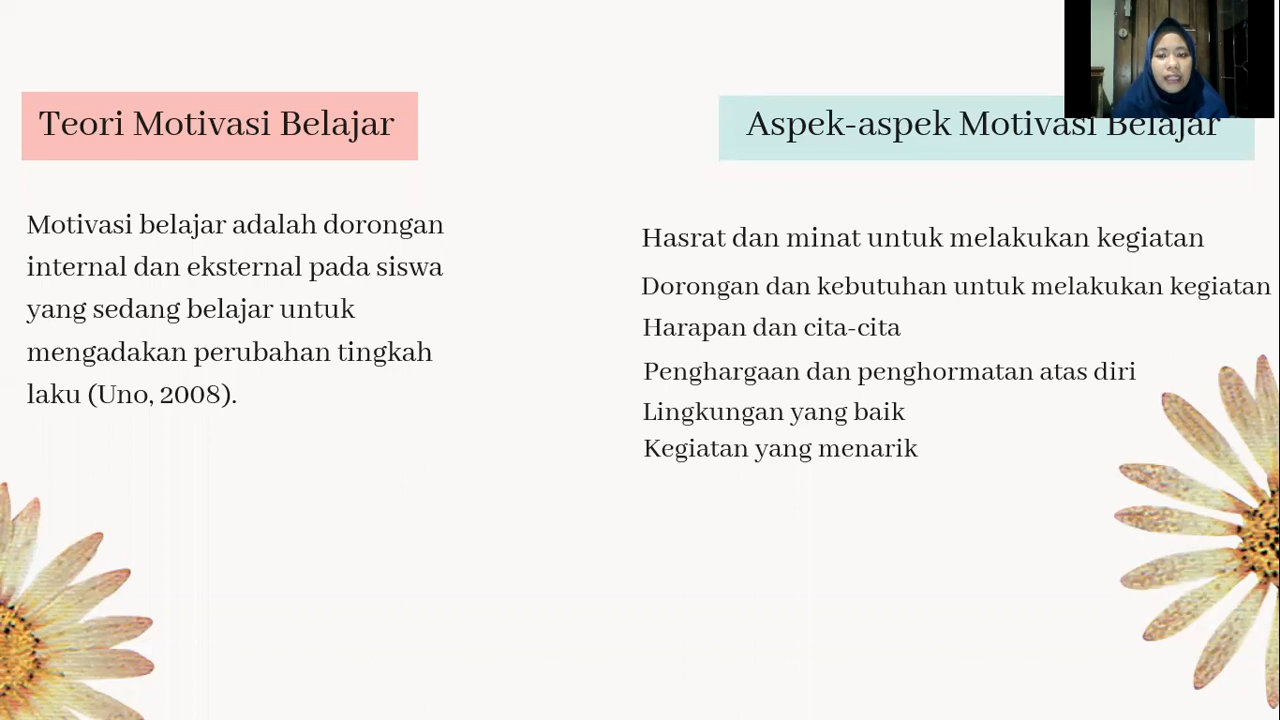 Teori Motivasi Belajar
Motivasi belajar adalah dorongan
internal dan eksternal pada siswa
yang sedang belajar untuk
mengadakan perubahan tingkah
laku (Uno, 2008).
Aspek-aspek Motivasi Belajar
Hasrat dan minat untuk melakukan kegiatan
Dorongan dan kebutuhan untuk melakukan kegiatan
Harapan dan cita-cita
Penghargaan dan penghormatan atas diri
Lingkungan yang baik
Kegiatan yang menarik